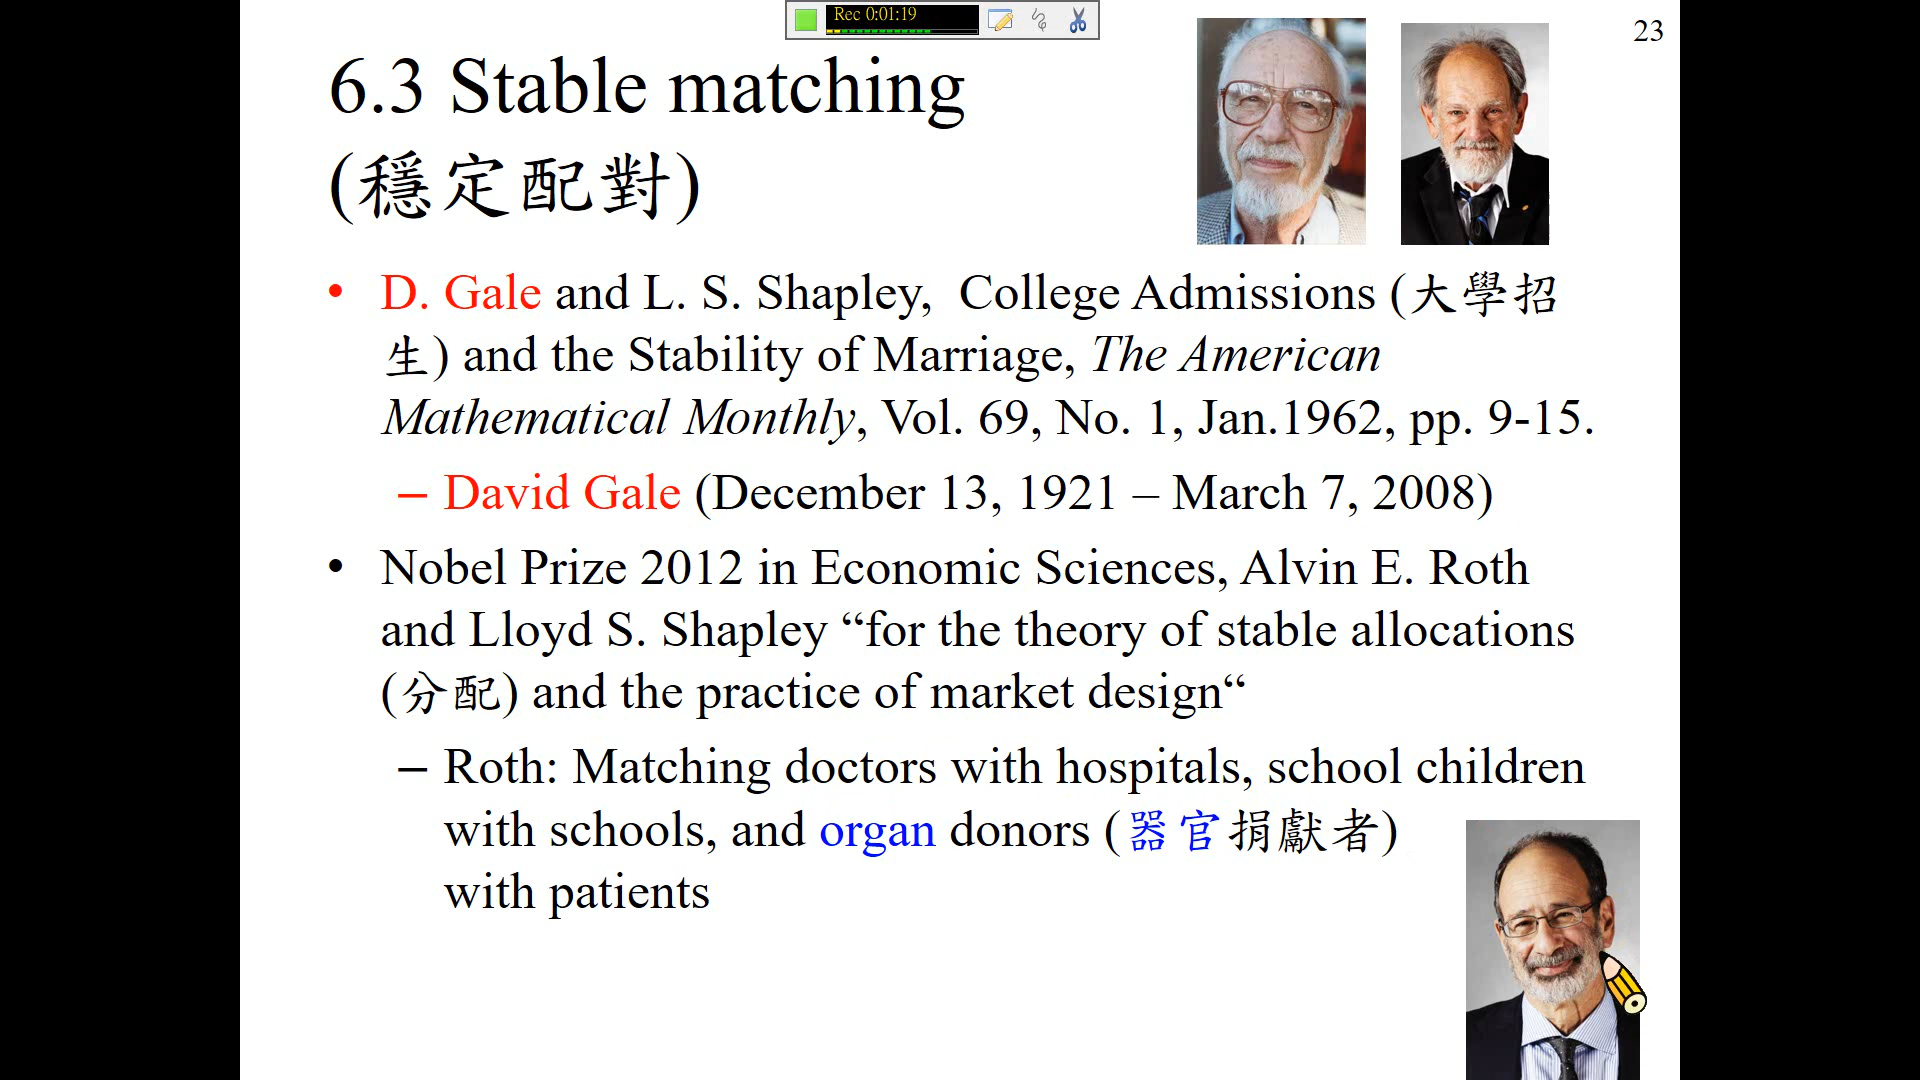 Rec 0:01:19
23
6.3 Stable matching
(穩定配對)
• D. Gale and L. S. Shapley, College Admissions (大學招
生) and the Stability of Marriage, The American
Mathematical Monthly, Vol. 69, No. 1, Jan.1962, pp. 9-15.
– David Gale (December 13, 1921 – March 7, 2008)
• Nobel Prize 2012 in Economic Sciences, Alvin E. Roth
and Lloyd S. Shapley “for the theory of stable allocations
(分配) and the practice of market design“
– Roth: Matching doctors with hospitals, school children
with schools, and organ donors (器官捐獻者)
with patients